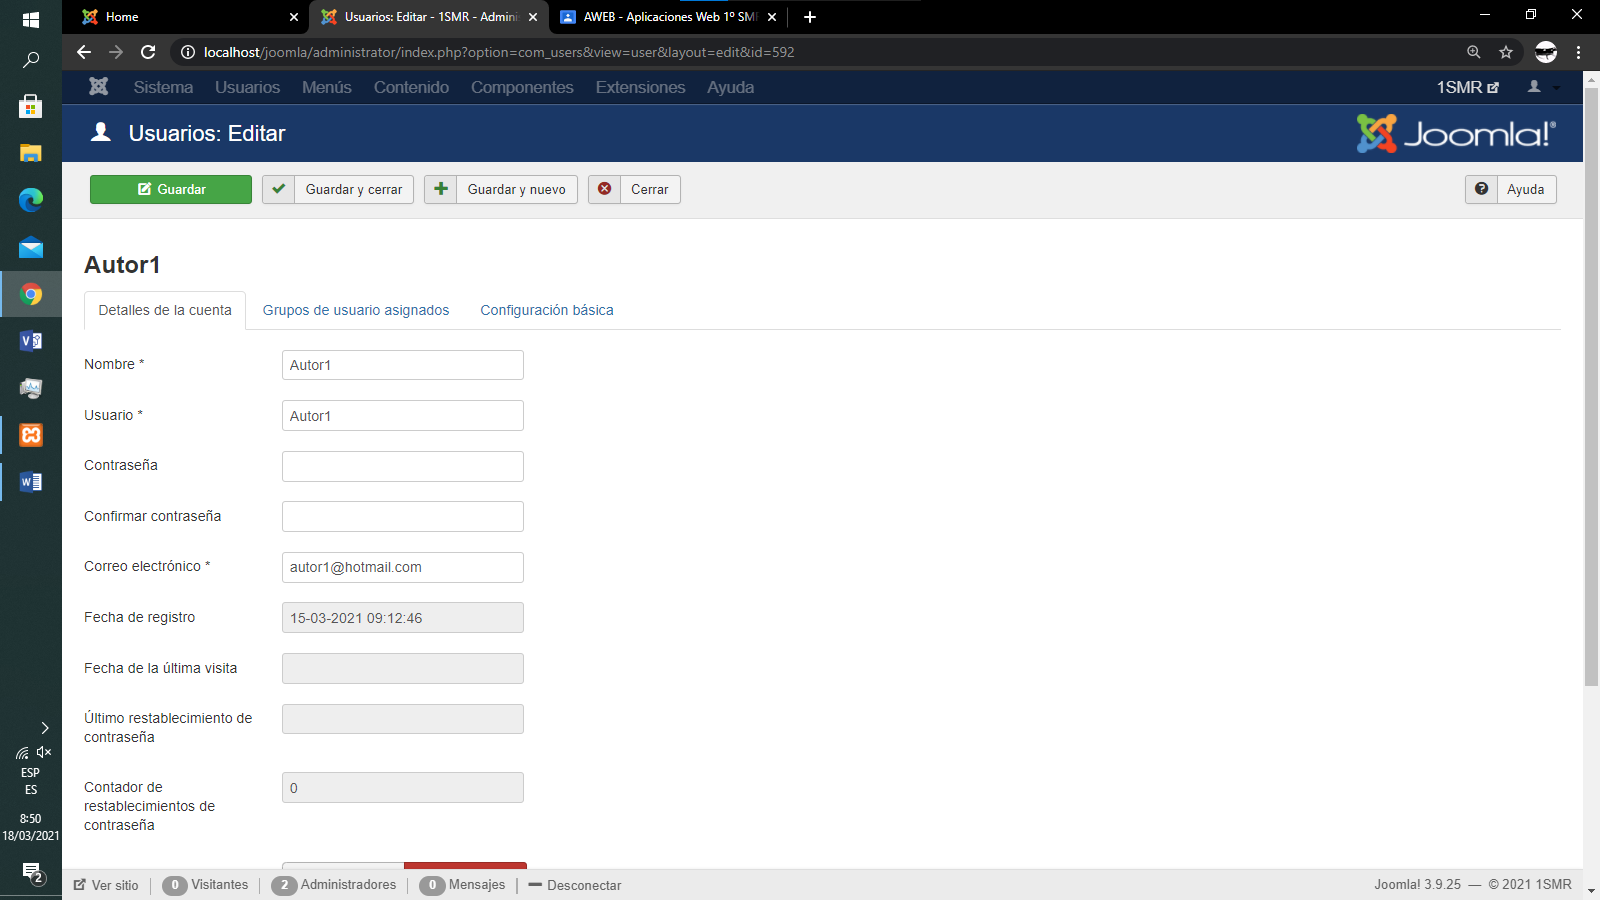 Home
Usuarios: Editar - 1SMR - Admini
AWEB - Aplicaciones Web 1º SM
localhost/joomla/administrator/index.php?option=com_users&view=user&layout=edit&id=592
Sistema Usuarios Menús Contenido Componentes Extensiones Ayuda 1SMR
Usuarios: Editar
Joomla!®
Guardar Guardar y cerrar Guardar y nuevo Cerrar Ayuda
Autor1
Detalles de la cuenta Grupos de usuario asignados Configuración básica
Nombre * Autor1
Usuario * Autor1
Contraseña
Confirmar contraseña
Correo electrónico * autor1@hotmail.com
Fecha de registro 15-03-2021 09:12:46
Fecha de la última visita
Último restablecimiento de
contraseña
Contador de
restablecimientos de
contraseña
0
Ver sitio 0 Visitantes 2 Administradores 0 Mensajes Desconectar
Joomla! 3.9.25 — © 2021 1SMR
ESP
ES
8:50
18/03/2021
2